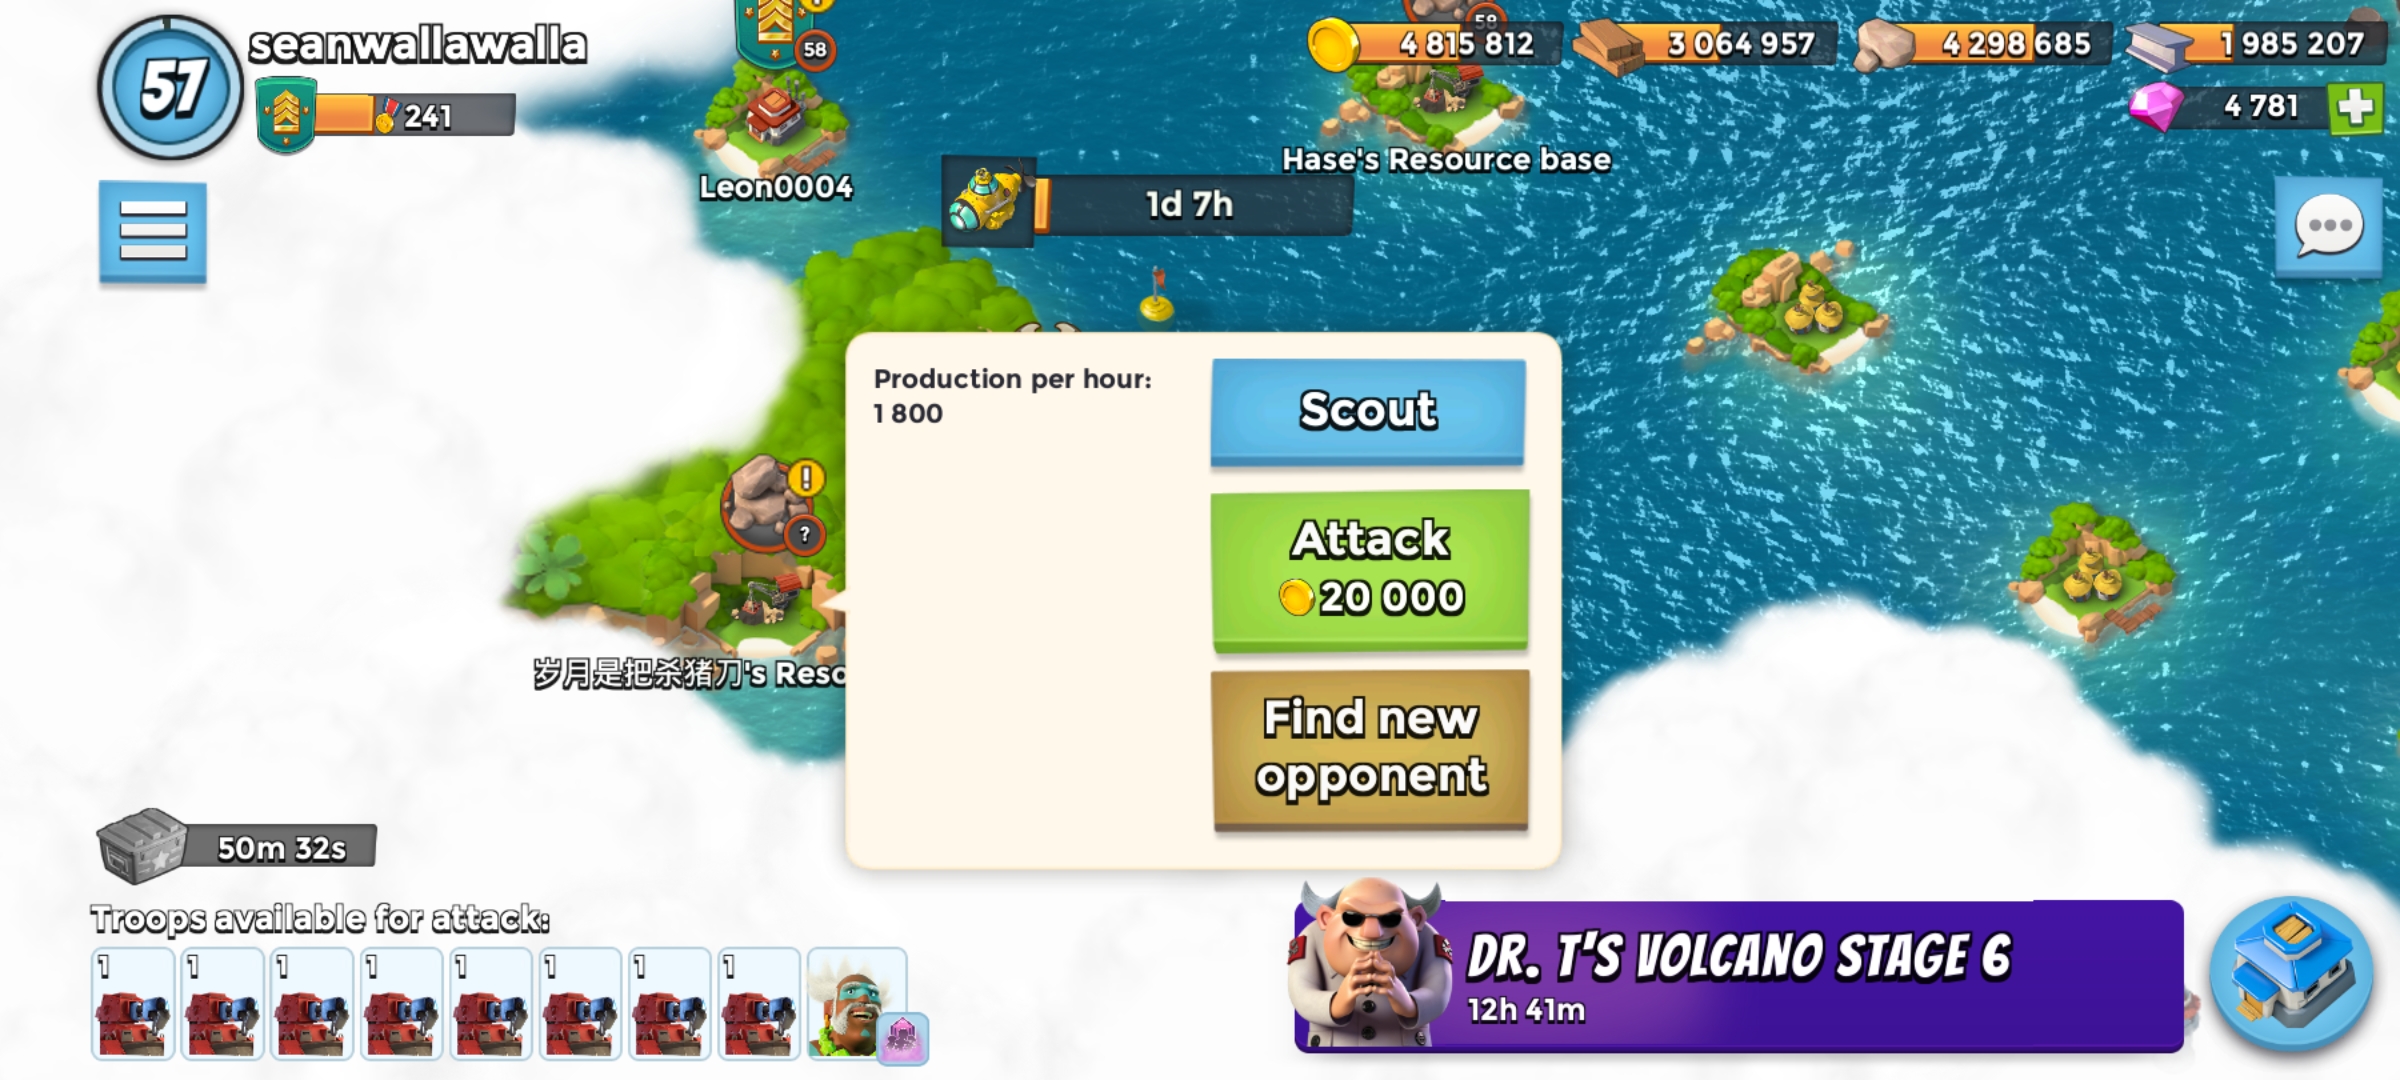 57
seanwallawalla
241
58
58
4 815 812
3 064 957
4 298 685
1 985 207
4 781
Leon0004
Hase's Resource base
1d 7h
Production per hour:
1 800
Scout
Attack
20 000
Find new
opponent
!
?
岁月是把杀猪刀's Reso
50m 32s
Troops available for attack:
1
1
1
1
1
1
1
1
DR. T'S VOLCANO STAGE 6
12h 41m